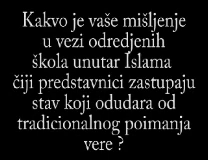 Kakvo je vaše mišljenje
u vezi odredjenih
škola unutar Islama
čiji predstavnici zastupaju
stav koji odudara od
tradicionalnog poimanja
vere ?